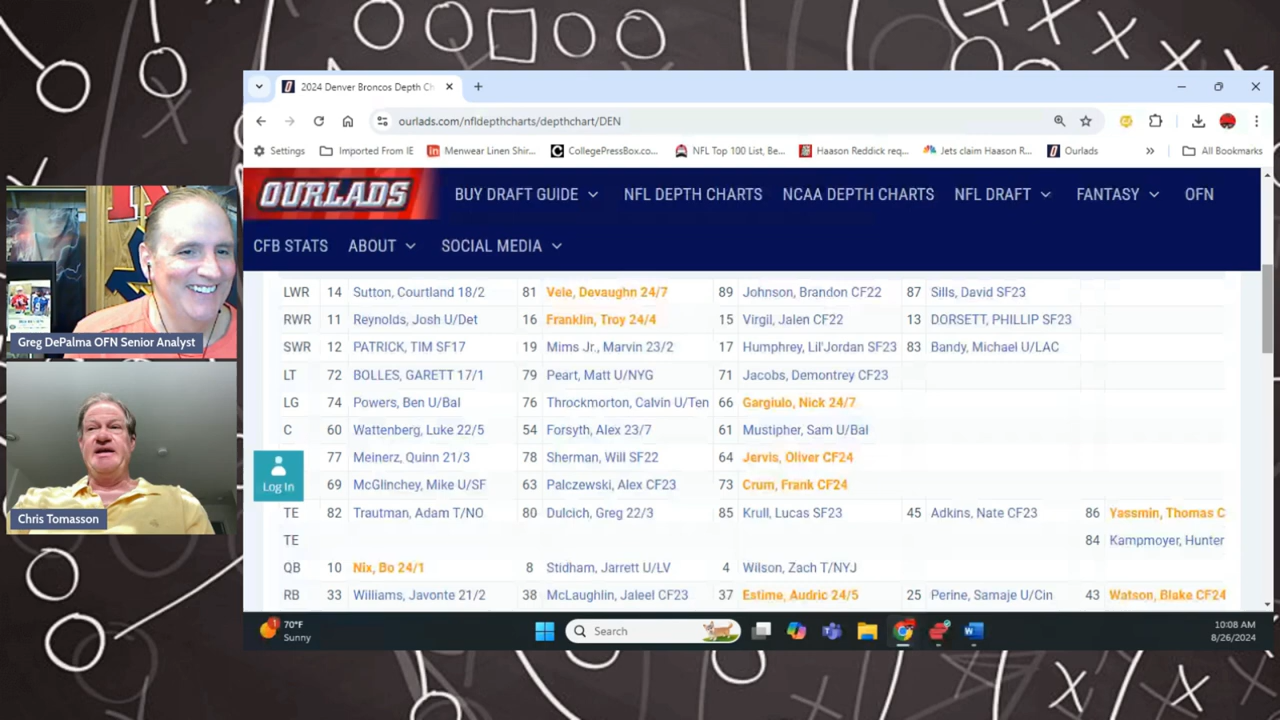 2024 Denver Broncos Depth Ch
ourlads.com/nfldepthcharts/depthchart/DEN
Settings Imported From IE Menwear Linen Shir... CollegePressBox.co... NFL Top 100 List, Be... Haason Reddick req... Jets claim Haason R... Ourlads All Bookmarks
OURLADS BUY DRAFT GUIDE NFL DEPTH CHARTS NCAA DEPTH CHARTS NFL DRAFT FANTASY OFN
CFB STATS ABOUT SOCIAL MEDIA
LWR 14 Sutton, Courtland 18/2 81 Vele, Devaughn 24/7 89 Johnson, Brandon CF22 87 Sills, David SF23
RWR 11 Reynolds, Josh U/Det 16 Franklin, Troy 24/4 15 Virgil, Jalen CF22 13 DORSETT, PHILLIP SF23
SWR 12 PATRICK, TIM SF17 19 Mims Jr., Marvin 23/2 17 Humphrey, Lil'Jordan SF23 83 Bandy, Michael U/LAC
LT 72 BOLLES, GARETT 17/1 79 Peart, Matt U/NYG 71 Jacobs, Demontrey CF23
LG 74 Powers, Ben U/Bal 76 Throckmorton, Calvin U/Ten 66 Gargiulo, Nick 24/7
C 60 Wattenberg, Luke 22/5 54 Forsyth, Alex 23/7 61 Mustipher, Sam U/Bal
77 Meinerz, Quinn 21/3 78 Sherman, Will SF22 64 Jervis, Oliver CF24
69 McGlinchey, Mike U/SF 63 Palczewski, Alex CF23 73 Crum, Frank CF24
TE 82 Trautman, Adam T/NO 80 Dulcich, Greg 22/3 85 Krull, Lucas SF23 45 Adkins, Nate CF23 86 Yassmin, Thomas C
TE 84 Kampmoyer, Hunter
QB 10 Nix, Bo 24/1 8 Stidham, Jarrett U/LV 4 Wilson, Zach T/NYJ
RB 33 Williams, Javonte 21/2 38 McLaughlin, Jaleel CF23 37 Estime, Audric 24/5 25 Perine, Samaje U/Cin 43 Watson, Blake CF24
Log In
Greg DePalma OFN Senior Analyst
Chris Tomasson
1
70°F
Sunny
Search
10:08 AM
8/26/2024